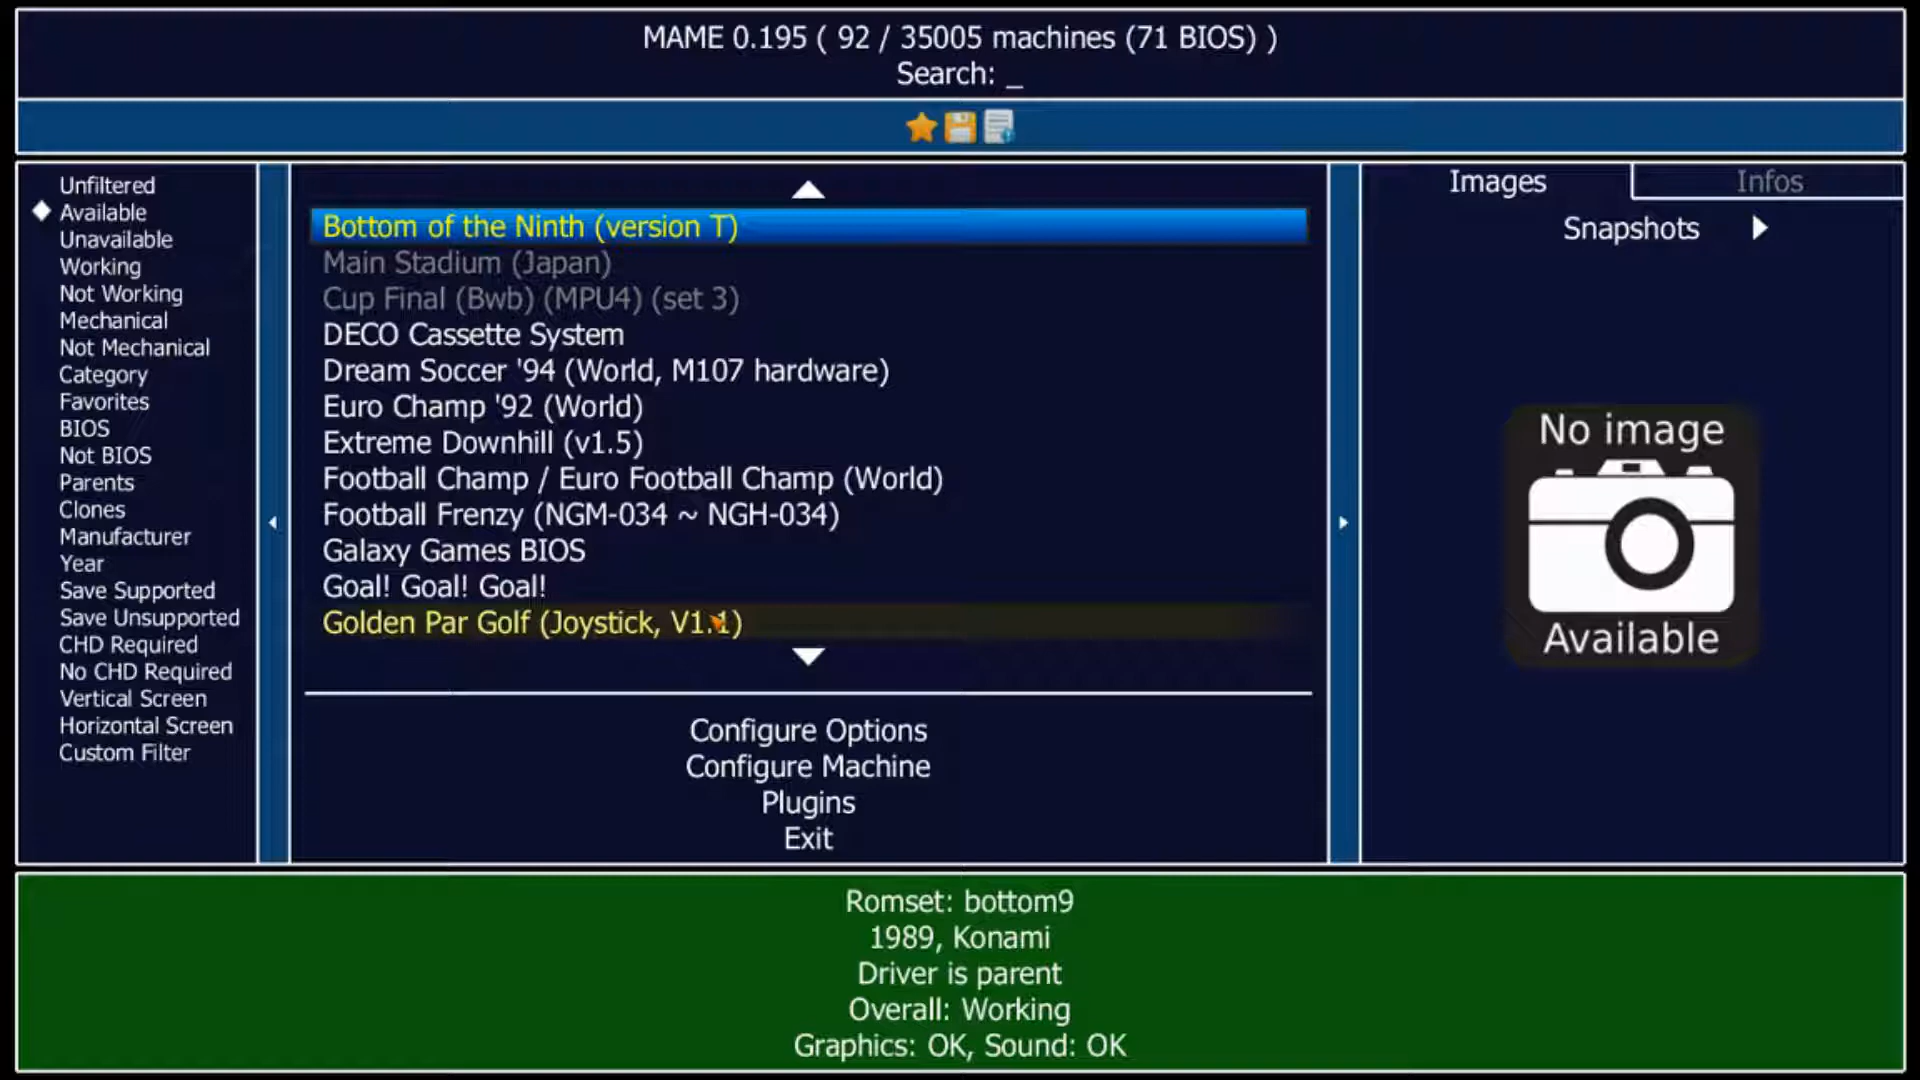 MAME 0.195 ( 92 / 35005 machines (71 BIOS) )
Search: _
Unfiltered
Available
Unavailable
Working
Not Working
Mechanical
Not Mechanical
Category
Favorites
BIOS
Not BIOS
Parents
Clones
Manufacturer
Year
Save Supported
Save Unsupported
CHD Required
No CHD Required
Vertical Screen
Horizontal Screen
Custom Filter
Bottom of the Ninth (version T)
Main Stadium (Japan)
Cup Final (Bwb) (MPU4) (set 3)
DECO Cassette System
Dream Soccer '94 (World, M107 hardware)
Euro Champ '92 (World)
Extreme Downhill (v1.5)
Football Champ / Euro Football Champ (World)
Football Frenzy (NGM-034 ~ NGH-034)
Galaxy Games BIOS
Goal! Goal! Goal!
Golden Par Golf (Joystick, V1.1)
Configure Options
Configure Machine
Plugins
Exit
Images
Infos
Snapshots
No image
Available
Romset: bottom9
1989, Konami
Driver is parent
Overall: Working
Graphics: OK, Sound: OK